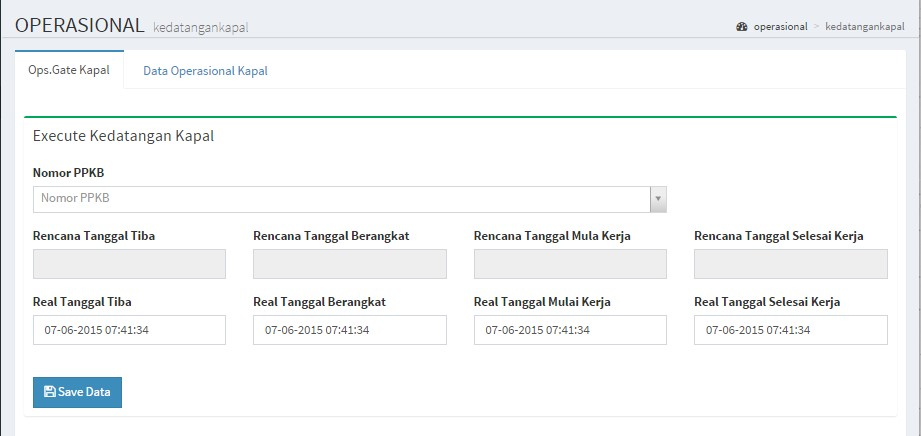 OPERASIONAL kedatangankapal
operasional > kedatangankapal
Ops.Gate Kapal Data Operasional Kapal
Execute Kedatangan Kapal
Nomor PPKB
Nomor PPKB
Rencana Tanggal Tiba Rencana Tanggal Berangkat Rencana Tanggal Mula Kerja Rencana Tanggal Selesai Kerja
Real Tanggal Tiba Real Tanggal Berangkat Real Tanggal Mulai Kerja Real Tanggal Selesai Kerja
07-06-2015 07:41:34 07-06-2015 07:41:34 07-06-2015 07:41:34 07-06-2015 07:41:34
Save Data